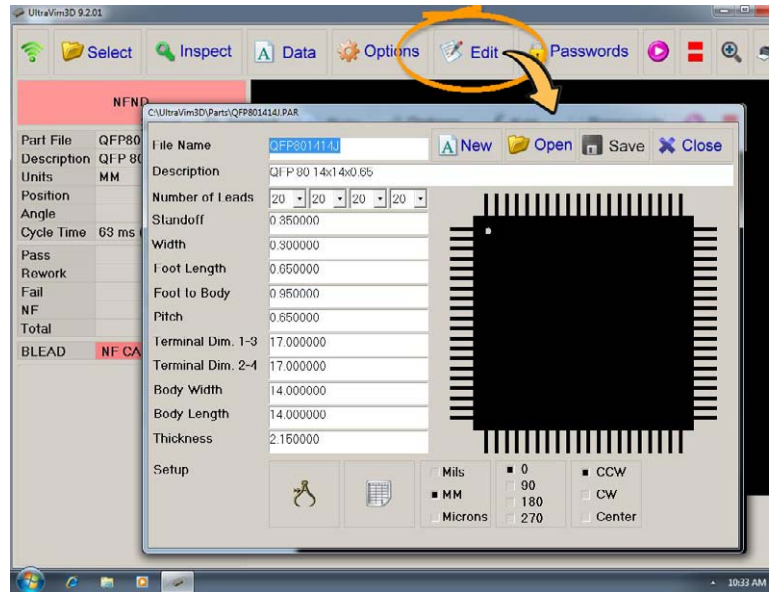 UltraVim3D 9.2.01
Select Inspect Data Options Edit Passwords
NFND
C:\UltraVim3D\Parts\QFP801414J.PAR
Part File QFP80
Description QFP 80
Units MM
Position
Angle
Cycle Time 63 ms
Pass
Rework
Fail
NF
Total
BLEAD NF CA
File Name QFP801414J New Open Save Close
Description QFP 80 14x14x0.65
Number of Leads 20 20 20 20
Standoff 0.350000
Width 0.300000
Foot Length 0.650000
Foot to Body 0.950000
Pitch 0.650000
Terminal Dim. 1-3 17.000000
Terminal Dim. 2-4 17.000000
Body Width 14.000000
Body Length 14.000000
Thickness 2.150000
Setup
Mils 0 CCW
MM 90 CW
Microns 180 Center
270
10:33 AM